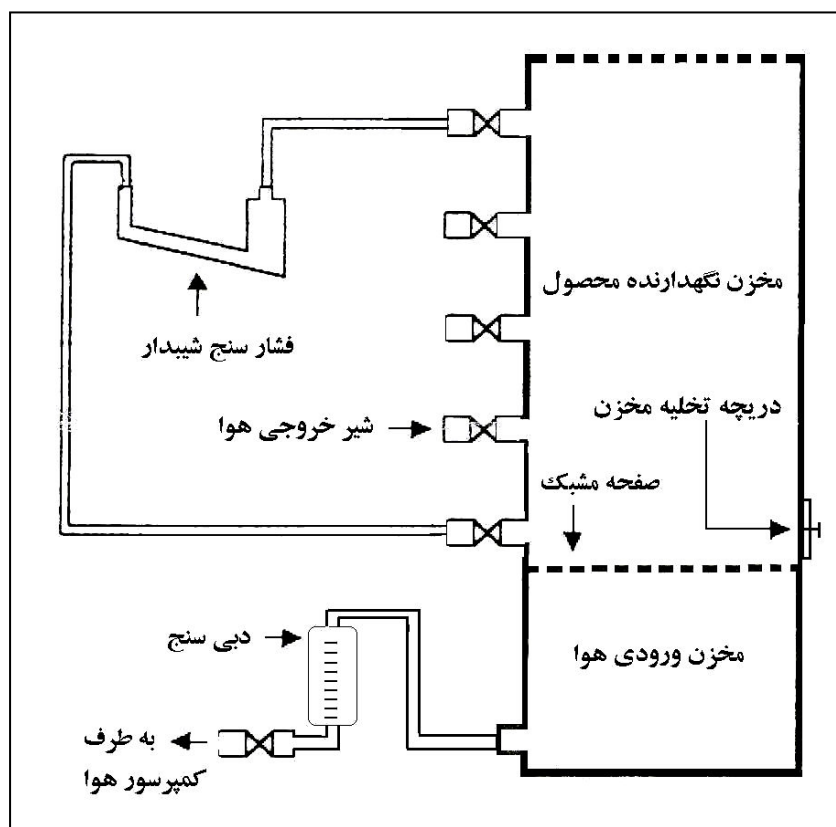 مخزن نگهدارنده محصول
فشار سنج شیبدار
دریچه تخلیه مخزن
شیر خروجی هوا
صفحه مشبک
دبی سنج
مخزن ورودی هوا
به طرف
کمپرسور هوا